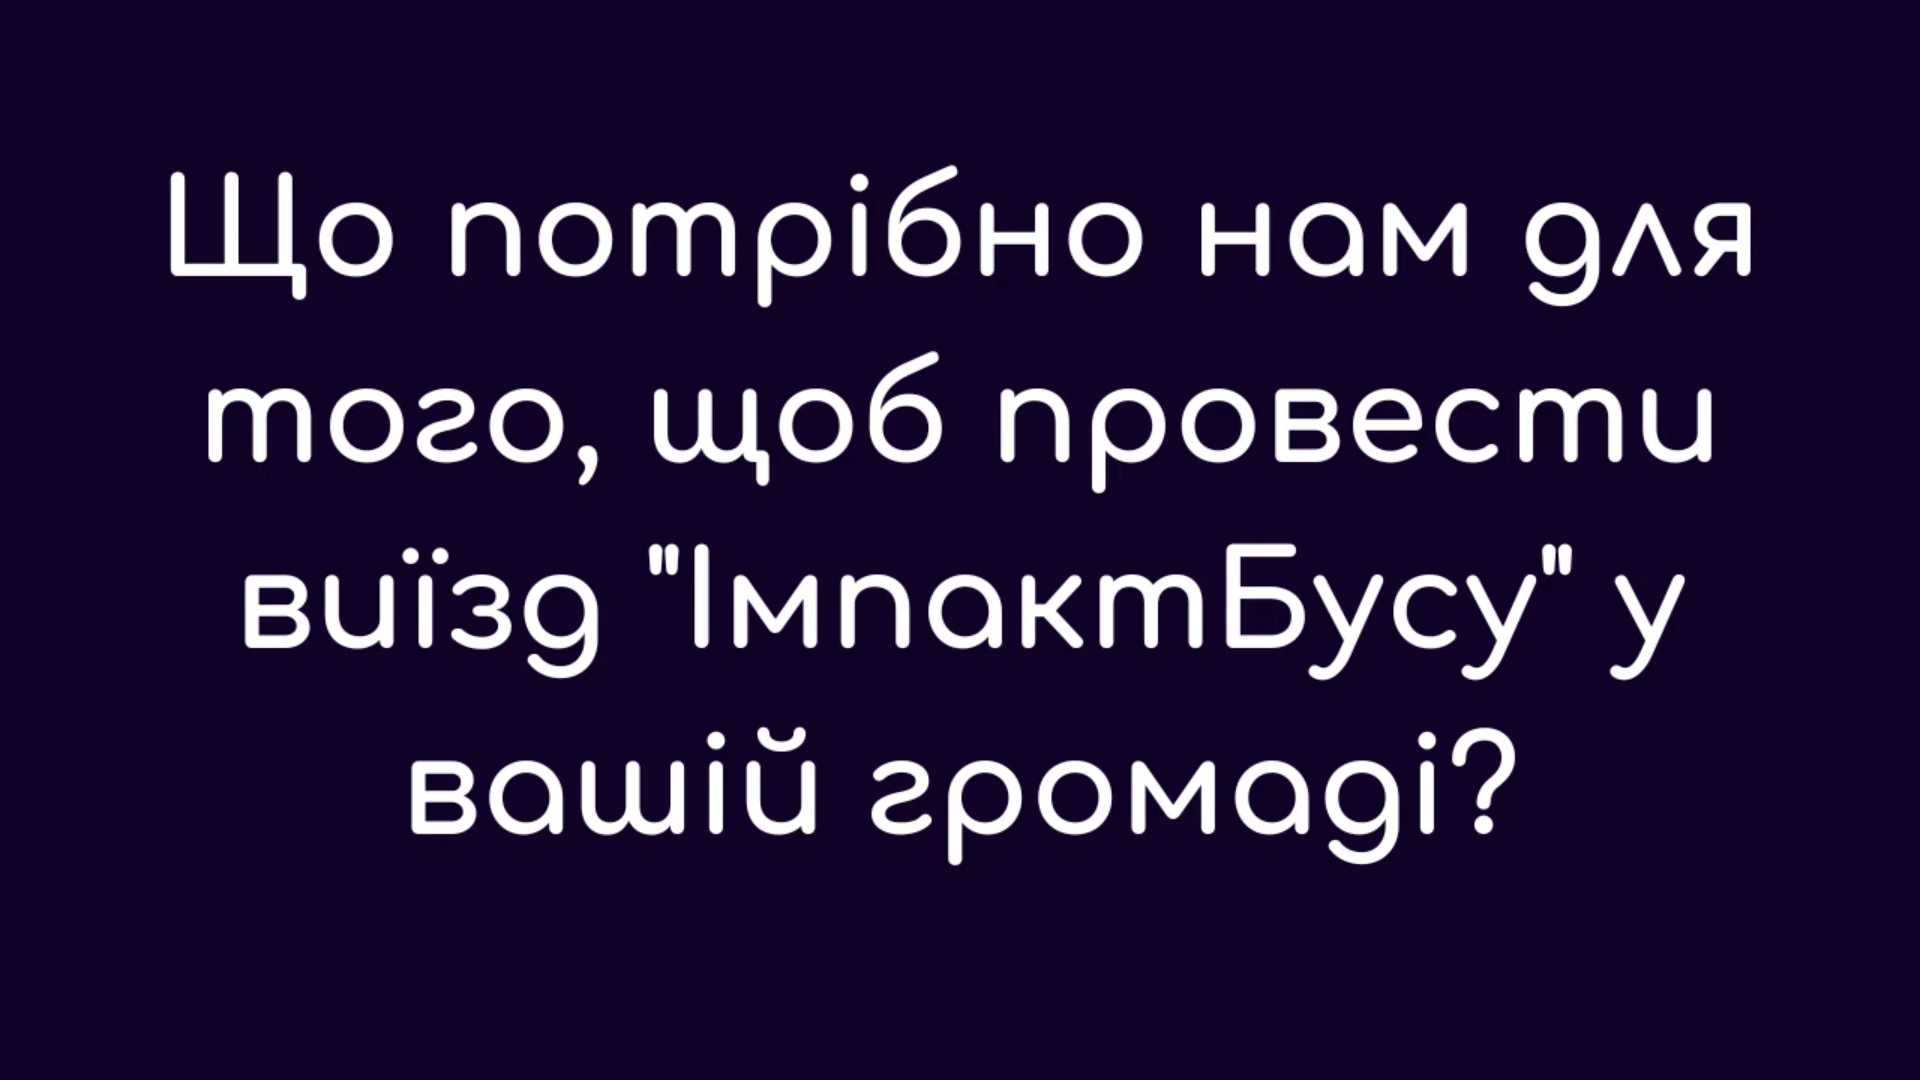 Що потрібно нам для
того, щоб провести
виїзд "ІмпактБусу" у
вашій громаді?